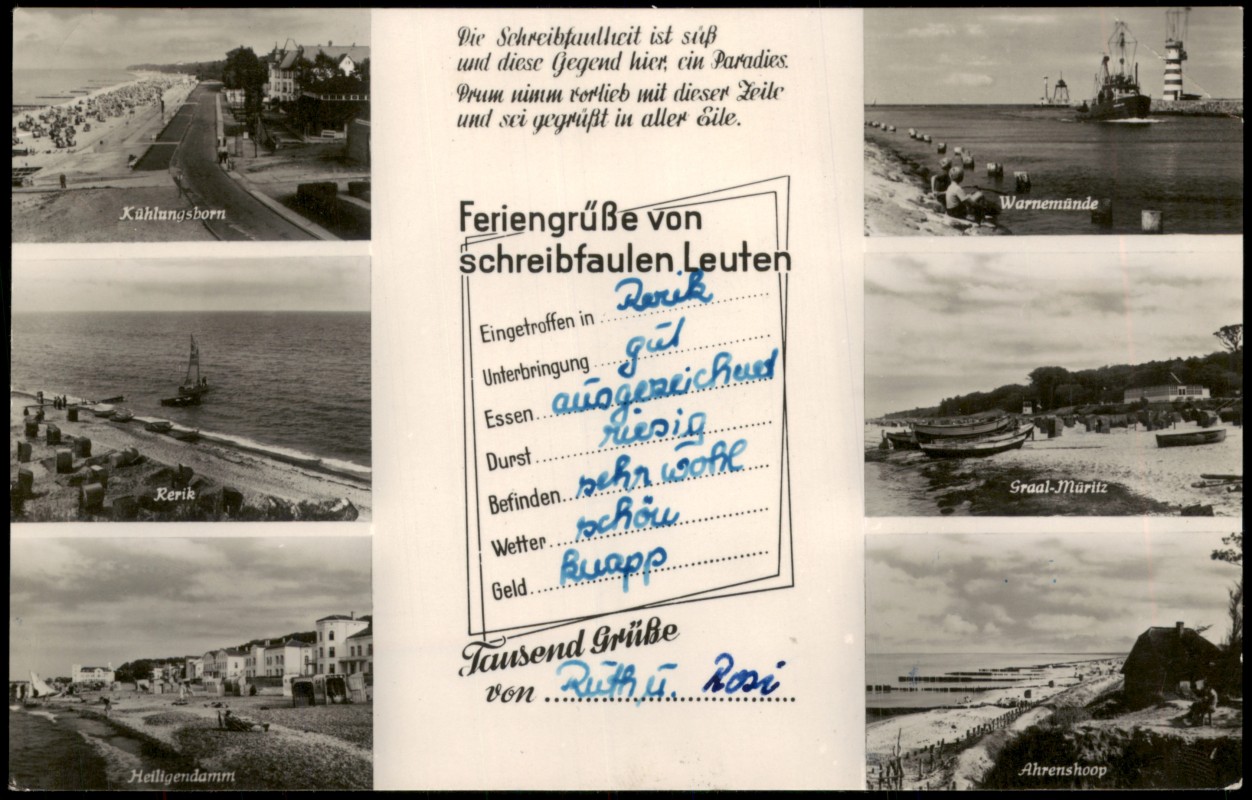 Die Schreibfaulheit ist süß
und diese Gegend hier, ein Paradies.
Drum nimm vorlieb mit dieser Zeile
und sei gegrüßt in aller Eile.
Feriengrüße von
schreibfaulen Leuten
Eingetroffen in Rerik
Unterbringung gut
Essen ausgezeichnet
Durst riesig
Befinden sehr wohl
Wetter schön
Geld knapp
Tausend Grüße
von Ruth u. Rosi
Kühlungsborn
Rerik
Heiligendamm
Warnemünde
Graal-Müritz
Ahrenshoop